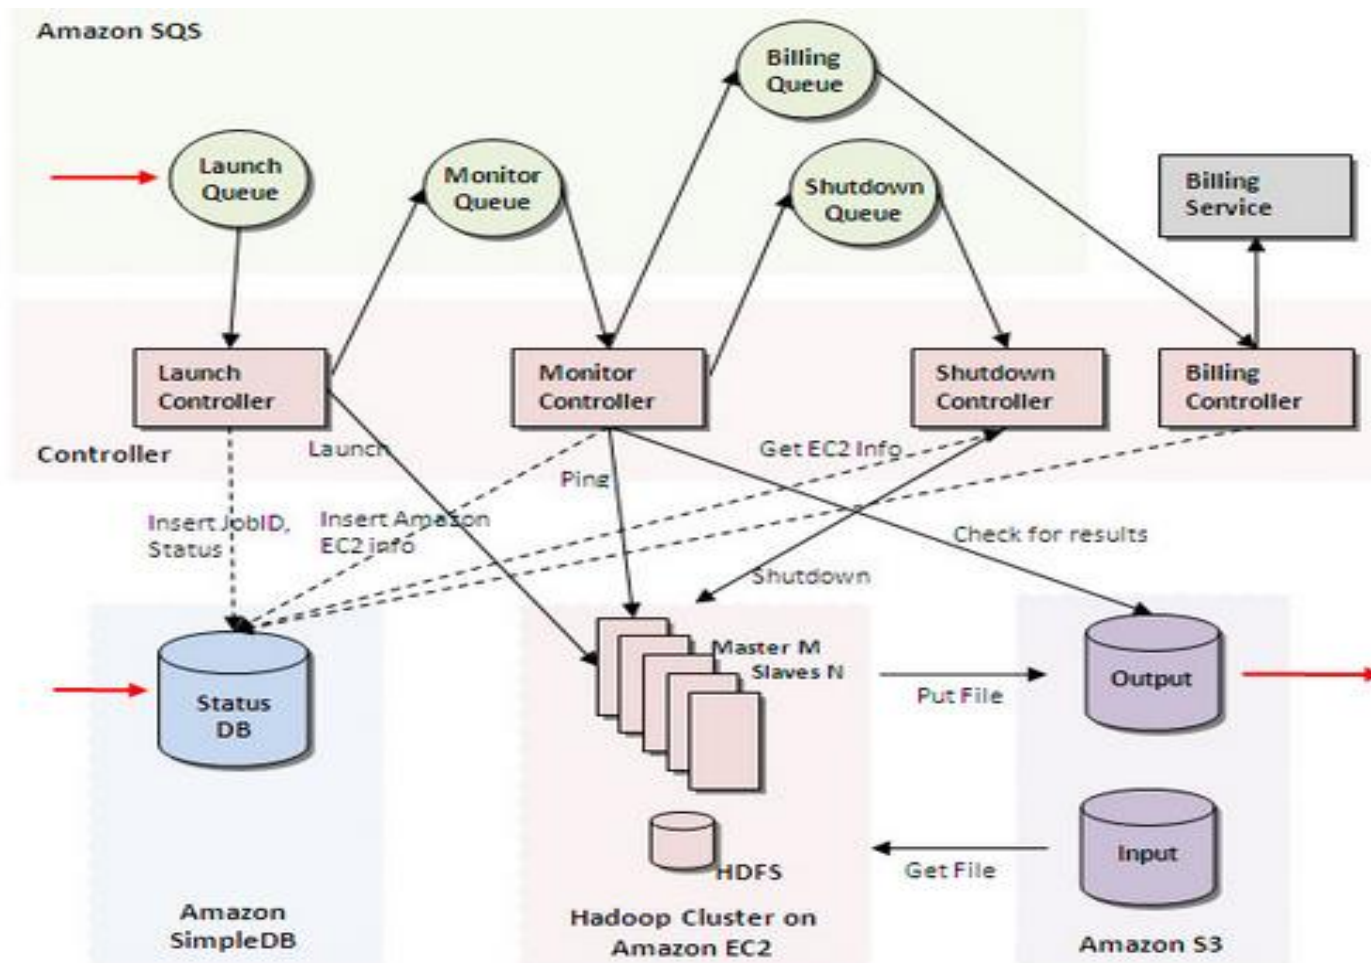 Amazon SQS
Billing
Queue
Launch
Queue
Monitor
Queue
Shutdown
Queue
Billing
Service
Launch
Controller
Monitor
Controller
Shutdown
Controller
Billing
Controller
Controller
Launch
Ping
Get EC2 Info
Insert JobID,
Status
Insert Amazon
EC2 info
Check for results
Shutdown
Master M
Slaves N
Status
DB
Put File
Output
HDFS
Get File
Input
Amazon
SimpleDB
Hadoop Cluster on
Amazon EC2
Amazon S3